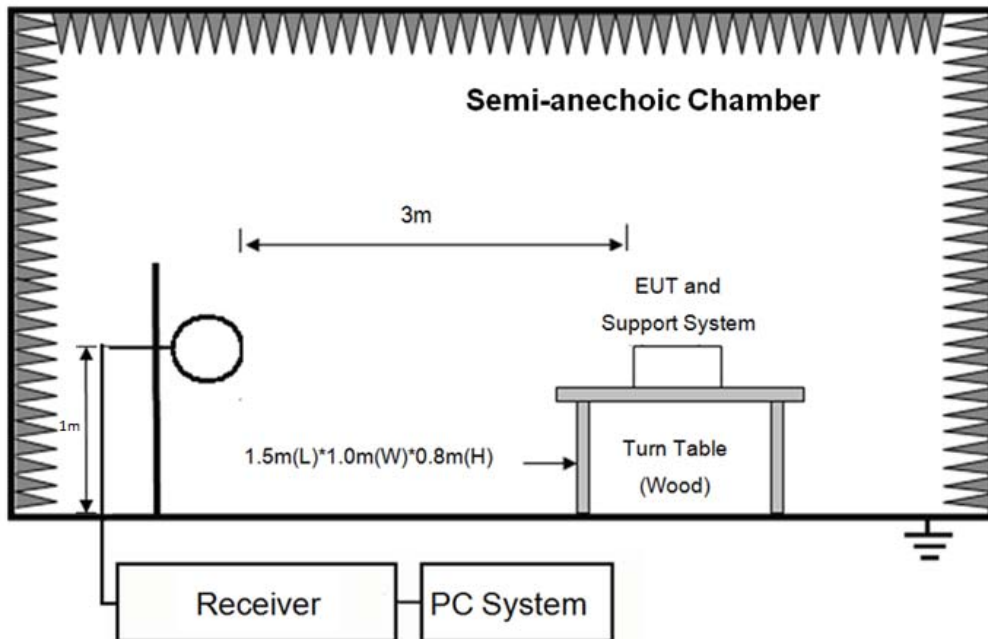 Semi-anechoic Chamber
3m
EUT and
Support System
1m
1.5m(L)*1.0m(W)*0.8m(H)
Turn Table
(Wood)
Receiver
PC System